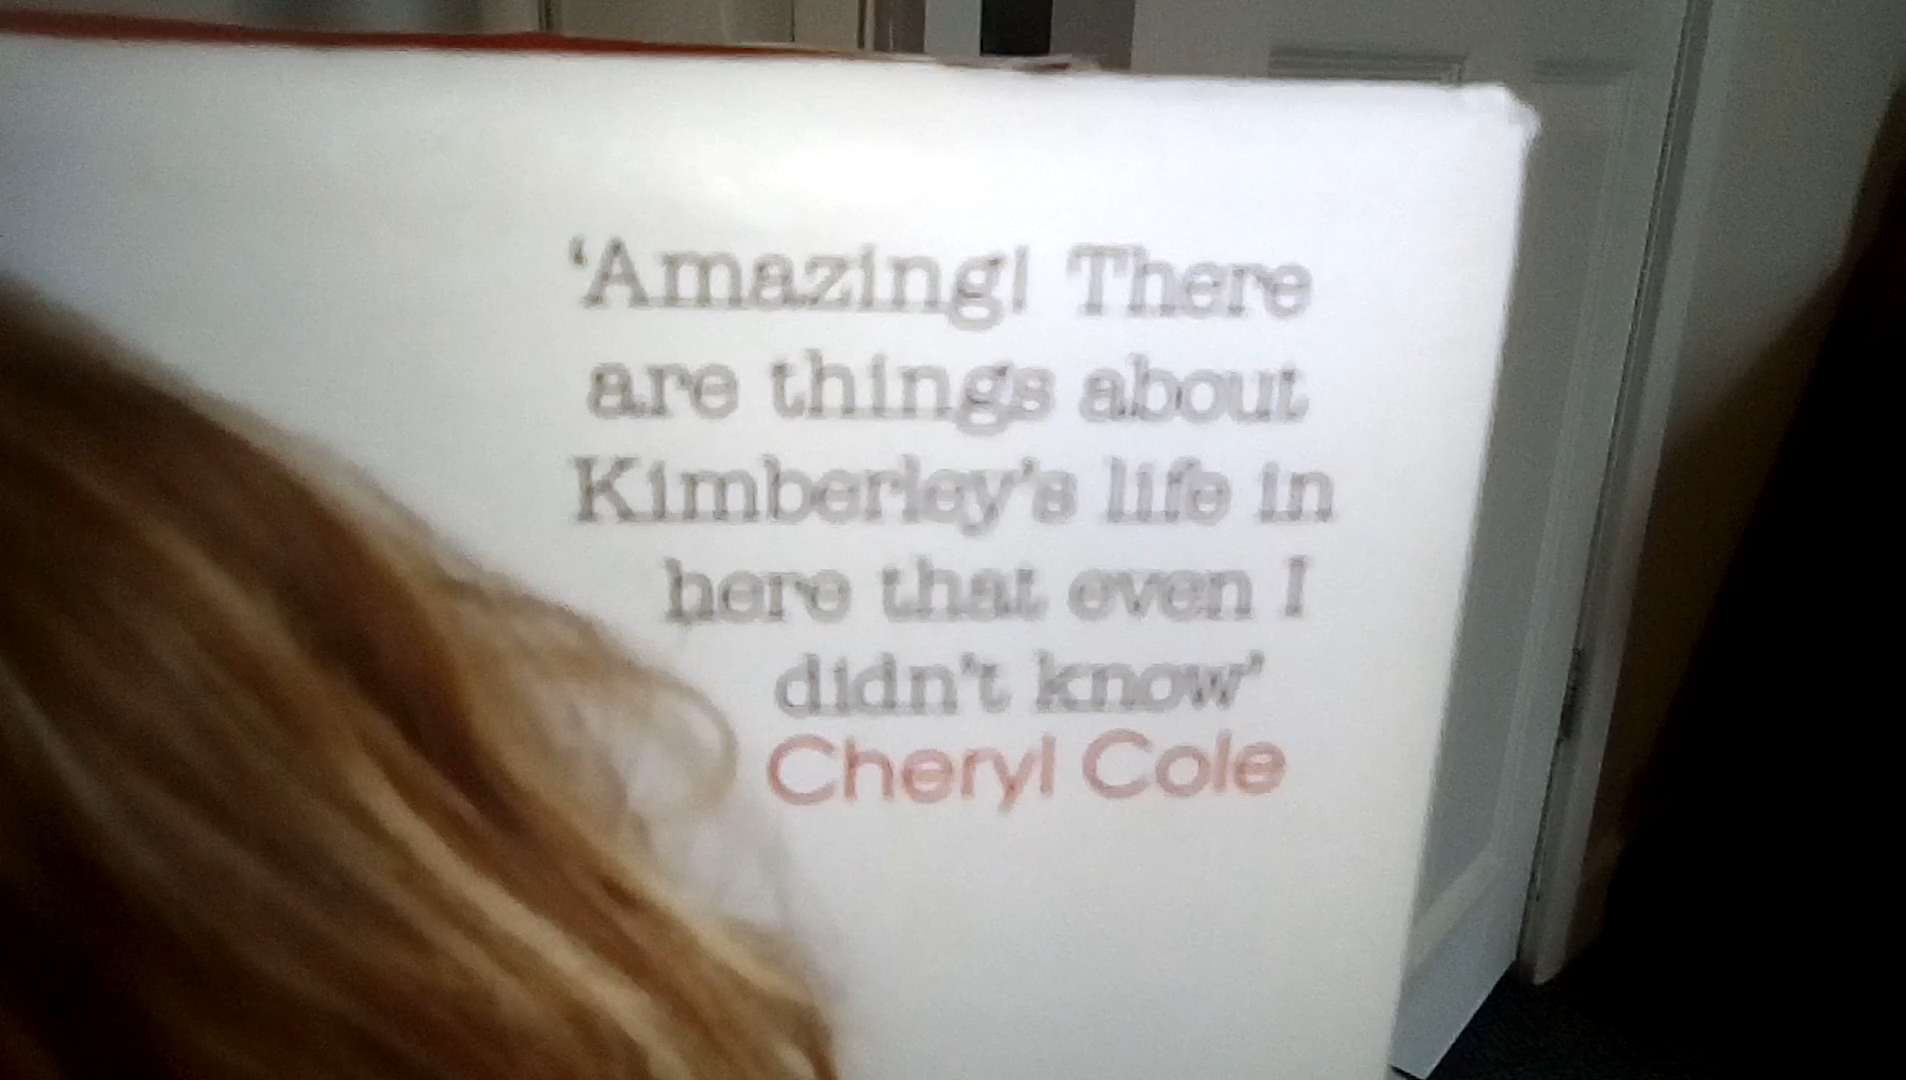 ‘Amazing! There
are things about
Kimberley’s life in
here that even I
didn’t know’
Cheryl Cole